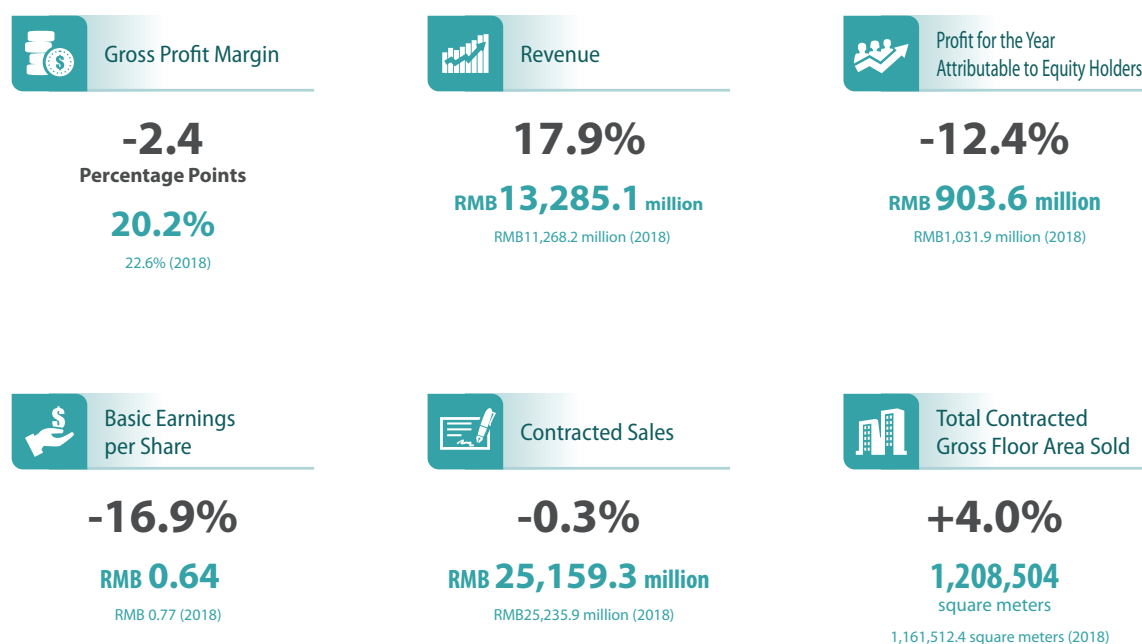 Gross Profit Margin
-2.4
Percentage Points
20.2%
22.6% (2018)
Revenue
17.9%
RMB13,285.1 million
RMB11,268.2 million (2018)
Profit for the Year
Attributable to Equity Holders
-12.4%
RMB 903.6 million
RMB1,031.9 million (2018)
Basic Earnings
per Share
-16.9%
RMB 0.64
RMB 0.77 (2018)
Contracted Sales
-0.3%
RMB 25,159.3 million
RMB25,235.9 million (2018)
Total Contracted
Gross Floor Area Sold
+4.0%
1,208,504
square meters
1,161,512.4 square meters (2018)